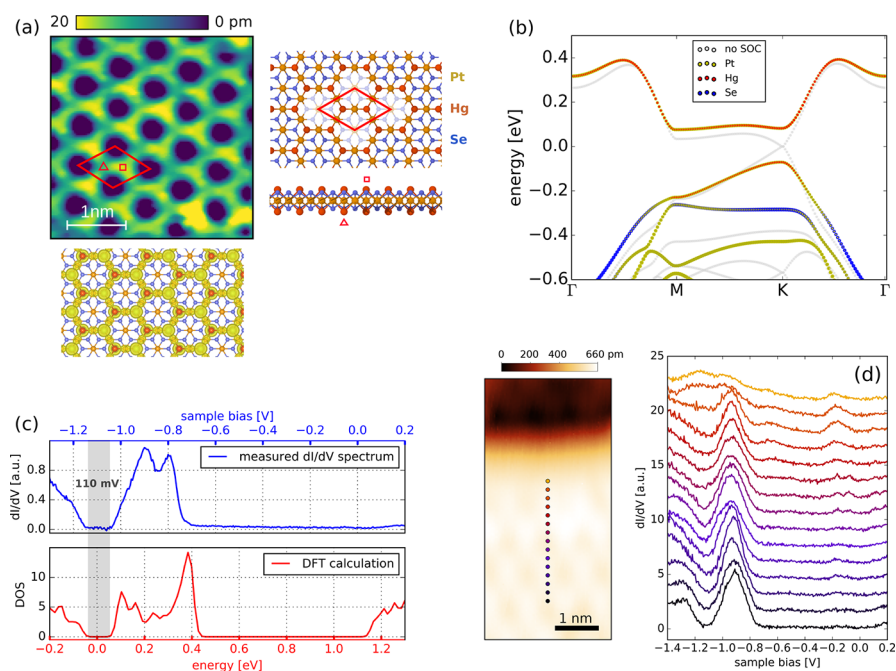 (a)
20
0 pm
1nm
Pt
Hg
Se
(b)
energy [eV]
0.4
0.2
0.0
−0.2
−0.4
−0.6
no SOC
Pt
Hg
Se
Γ
M
K
Γ
(c)
sample bias [V]
−1.2
−1.0
−0.8
−0.6
−0.4
−0.2
0.0
0.2
dI/dV [a.u.]
0.8
0.4
0.0
110 mV
measured dI/dV spectrum
DOS
15
10
5
0
DFT calculation
−0.2
0.0
0.2
0.4
0.6
0.8
1.0
1.2
energy [eV]
0
200
400
660 pm
1 nm
(d)
dI/dV [a.u.]
25
20
15
10
5
0
−1.4
−1.2
−1.0
−0.8
−0.6
−0.4
−0.2
0.0
0.2
sample bias [V]